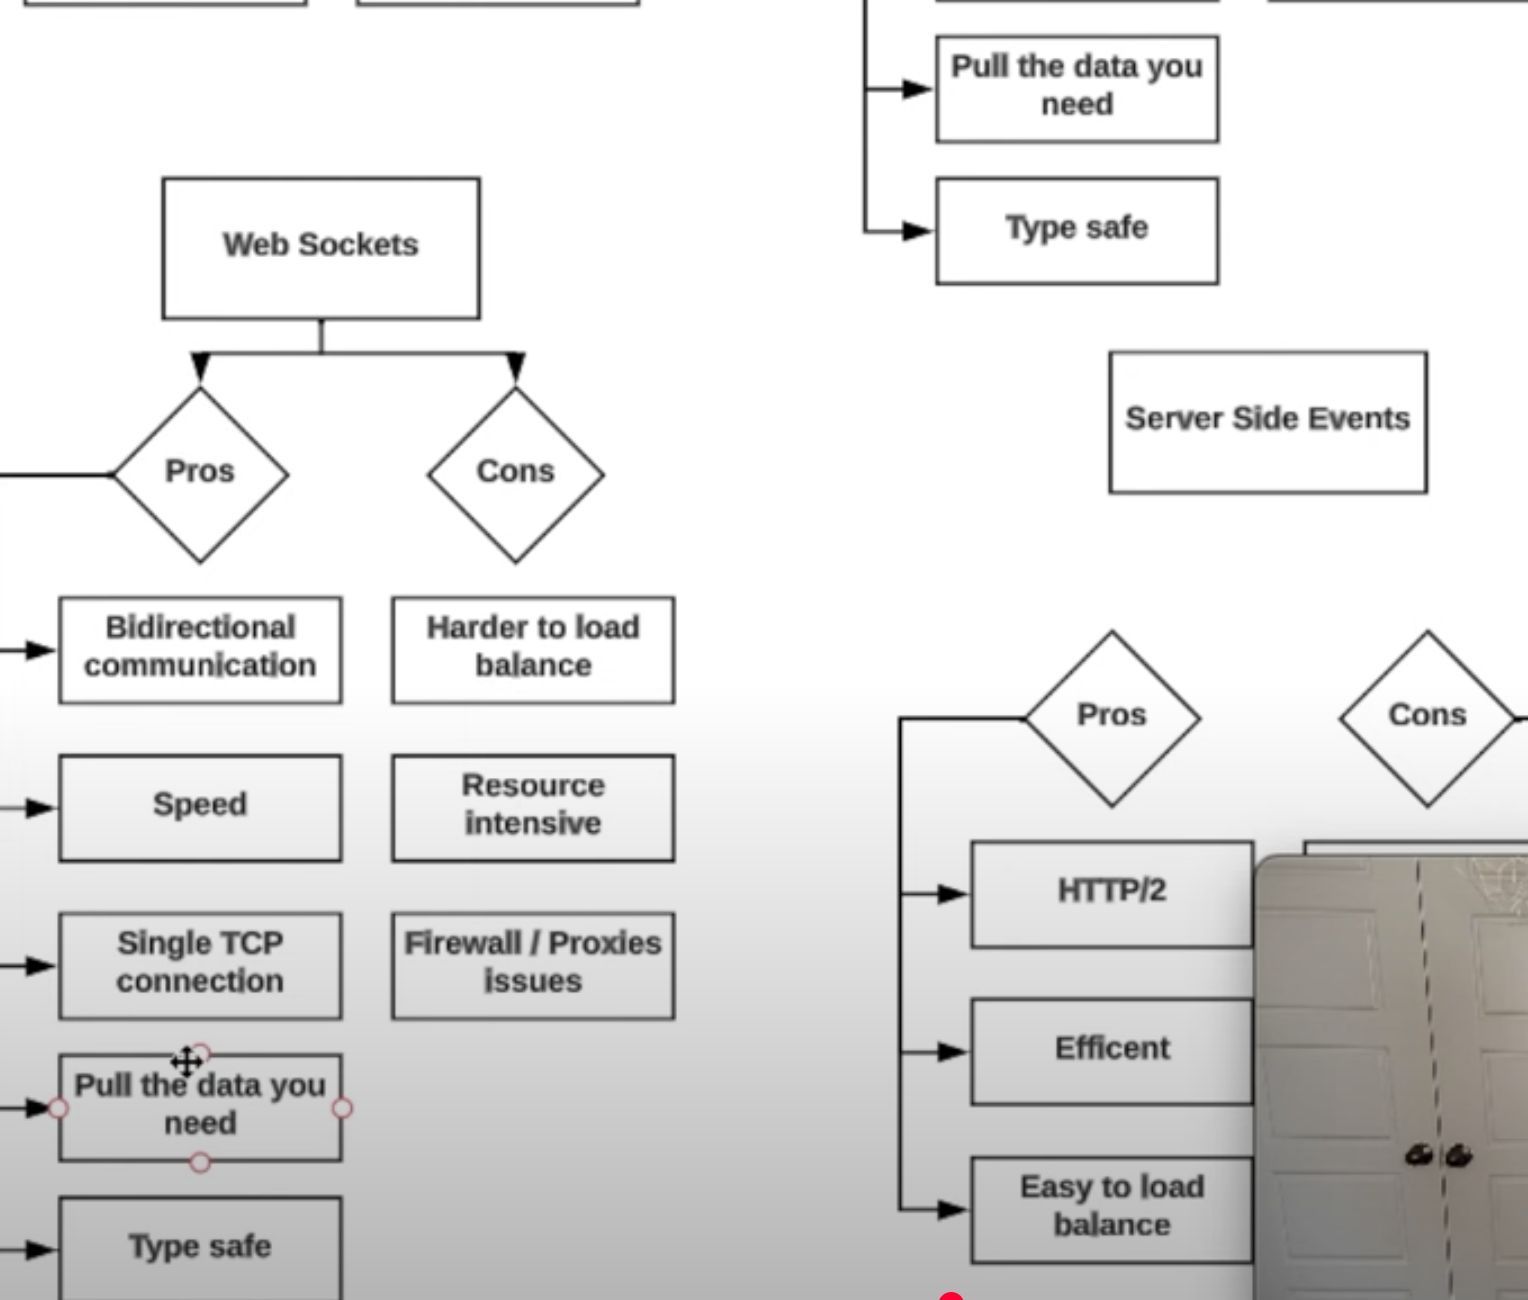 Web Sockets
Pros
Cons
Bidirectional
communication
Harder to load
balance
Speed
Resource
intensive
Single TCP
connection
Firewall / Proxies
issues
Pull the data you
need
Type safe
Pull the data you
need
Type safe
Server Side Events
Pros
Cons
HTTP/2
Efficent
Easy to load
balance